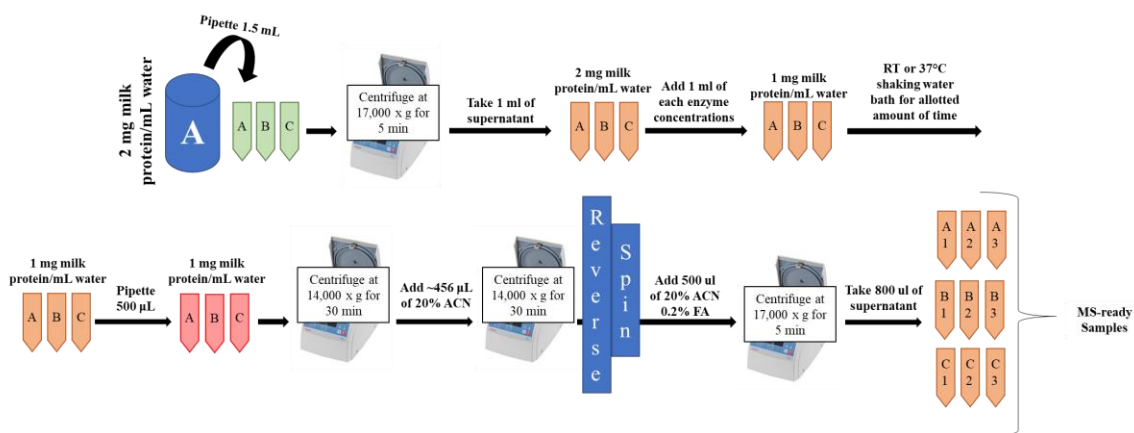 Pipette 1.5 mL
2 mg milk
protein/mL water
A
A B C
Centrifuge at
17,000 x g for
5 min
Take 1 ml of
supernatant
2 mg milk
protein/mL water
A B C
Add 1 ml of
each enzyme
concentrations
1 mg milk
protein/mL water
A B C
RT or 37°C
shaking water
bath for allotted
amount of time
1 mg milk
protein/mL water
A B C
Pipette
500 µL
1 mg milk
protein/mL water
A B C
Centrifuge at
14,000 x g for
30 min
Add ~456 µL
of 20% ACN
Centrifuge at
14,000 x g for
30 min
Reverse
Spin
Add 500 ul
of 20% ACN
0.2% FA
Centrifuge at
17,000 x g for
5 min
Take 800 ul of
supernatant
A A A
1 2 3
B B B
1 2 3
C C C
1 2 3
MS-ready
Samples